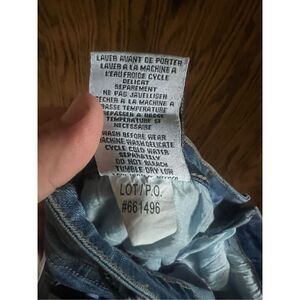 LAVER AVANT DE PORTER
LAVER A LA MACHINE A
L'EAU FROIDE CYCLE
DELICAT
SEPAREMENT
NE PAS JAVELLISER
SECHER A LA MACHINE A
BASSE TEMPERATURE
REPASSER A BASSE
TEMPERATURE SI
NECESSAIRE
WASH BEFORE WEAR
MACHINE WASH DELICATE
CYCLE COLD WATER
SEPARATELY
DO NOT BLEACH
TUMBLE DRY LOW
LOT/P.O.
#661496